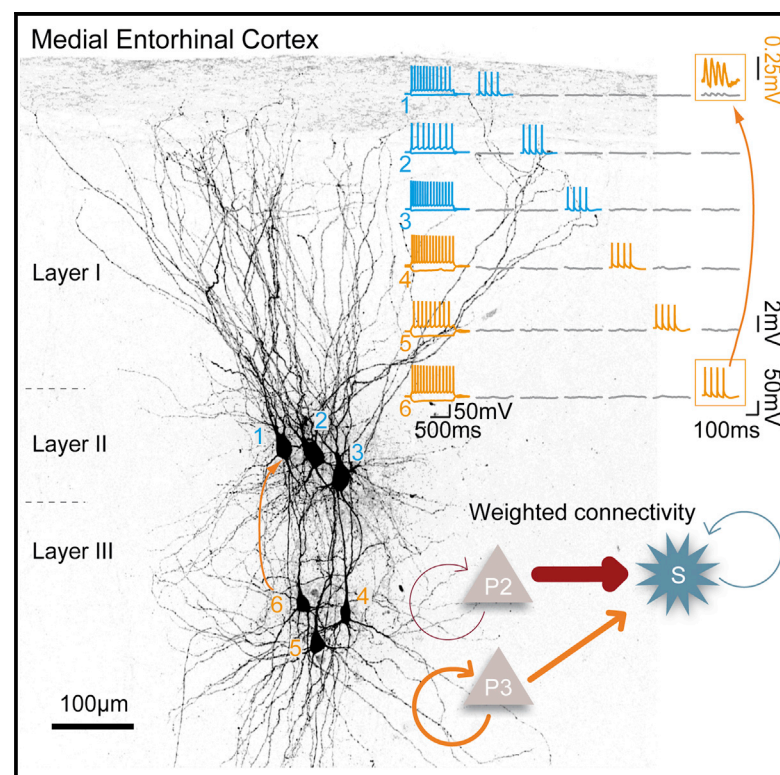 Medial Entorhinal Cortex
0.25mV
1
2
3
4
5
6
2mV
50mV
50mV
500ms
100ms
Layer I
Layer II
Layer III
1
2
3
6
4
5
100μm
Weighted connectivity
P2
S
P3